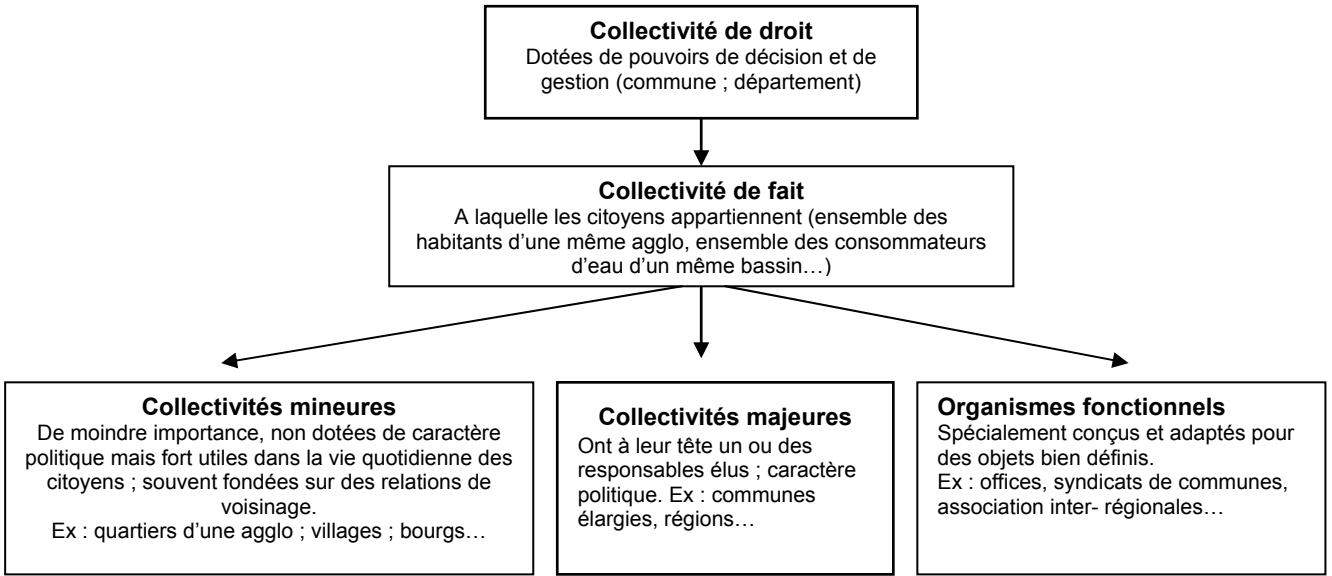 Collectivité de droit
Dotées de pouvoirs de décision et de
gestion (commune ; département)
Collectivité de fait
A laquelle les citoyens appartiennent (ensemble des
habitants d’une même agglo, ensemble des consommateurs
d’eau d’un même bassin…)
Collectivités mineures
De moindre importance, non dotées de caractère
politique mais fort utiles dans la vie quotidienne des
citoyens ; souvent fondées sur des relations de
voisinage.
Ex : quartiers d’une agglo ; villages ; bourgs…
Collectivités majeures
Ont à leur tête un ou des
responsables élus ; caractère
politique. Ex : communes
élargies, régions…
Organismes fonctionnels
Spécialement conçus et adaptés pour
des objets bien définis.
Ex : offices, syndicats de communes,
association inter- régionales…